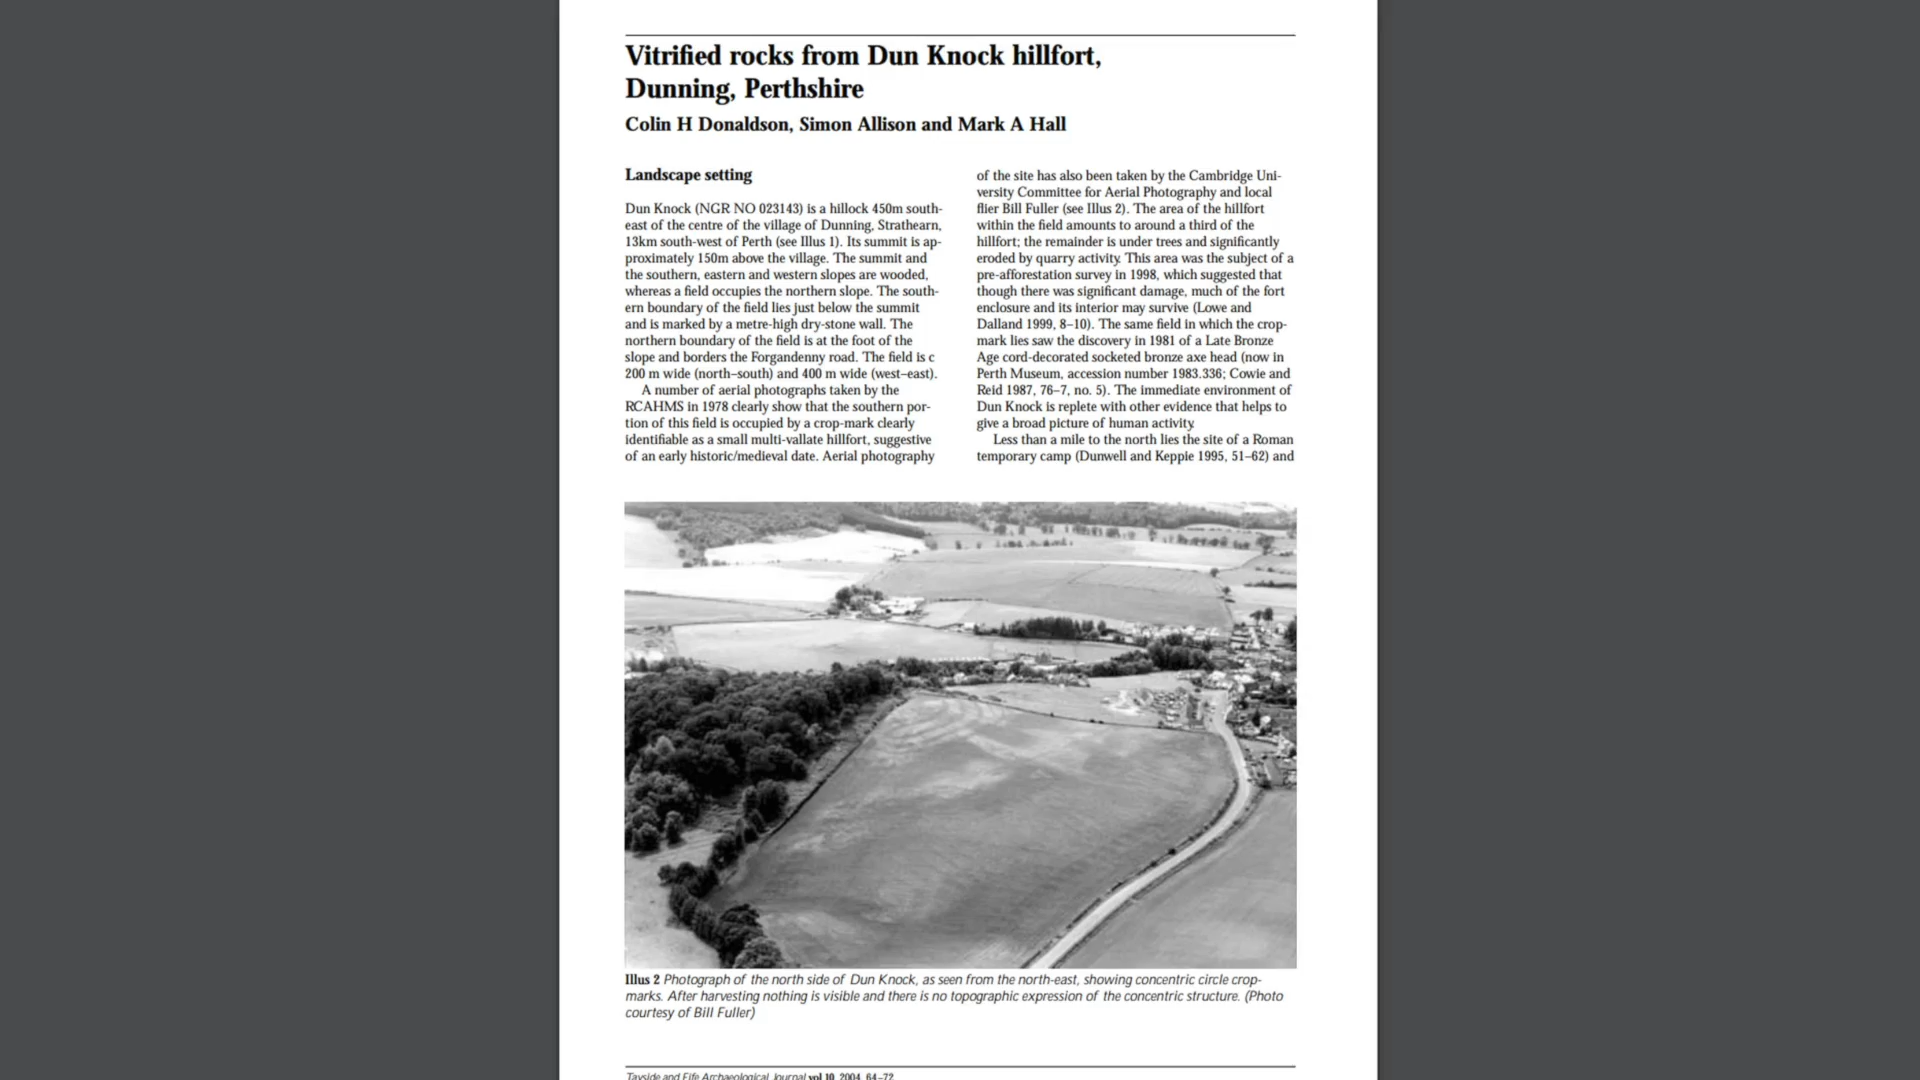 Vitrified rocks from Dun Knock hillfort,
Dunning, Perthshire
Colin H Donaldson, Simon Allison and Mark A Hall
Landscape setting
Dun Knock (NGR NO 023143) is a hillock 450m south-
east of the centre of the village of Dunning, Strathearn,
13km south-west of Perth (see Illus 1). Its summit is ap-
proximately 150m above the village. The summit and
the southern, eastern and western slopes are wooded,
whereas a field occupies the northern slope. The south-
ern boundary of the field lies just below the summit
and is marked by a metre-high dry-stone wall. The
northern boundary of the field is at the foot of the
slope and borders the Forgandenny road. The field is c
200 m wide (north–south) and 400 m wide (west–east).
A number of aerial photographs taken by the
RCAHMS in 1978 clearly show that the southern por-
tion of this field is occupied by a crop-mark clearly
identifiable as a small multi-vallate hillfort, suggestive
of an early historic/medieval date. Aerial photography
of the site has also been taken by the Cambridge Uni-
versity Committee for Aerial Photography and local
flier Bill Fuller (see Illus 2). The area of the hillfort
within the field amounts to around a third of the
hillfort; the remainder is under trees and significantly
eroded by quarry activity. This area was the subject of a
pre-afforestation survey in 1998, which suggested that
though there was significant damage, much of the fort
enclosure and its interior may survive (Lowe and
Dalland 1999, 8–10). The same field in which the crop-
mark lies saw the discovery in 1981 of a Late Bronze
Age cord-decorated socketed bronze axe head (now in
Perth Museum, accession number 1983.336; Cowie and
Reid 1987, 76–7, no. 5). The immediate environment of
Dun Knock is replete with other evidence that helps to
give a broad picture of human activity.
Less than a mile to the north lies the site of a Roman
temporary camp (Dunwell and Keppie 1995, 51–62) and
Illus 2 Photograph of the north side of Dun Knock, as seen from the north-east, showing concentric circle crop-
marks. After harvesting nothing is visible and there is no topographic expression of the concentric structure. (Photo
courtesy of Bill Fuller)
Tayside and Fife Archaeological Journal vol 10, 2004, 64–72